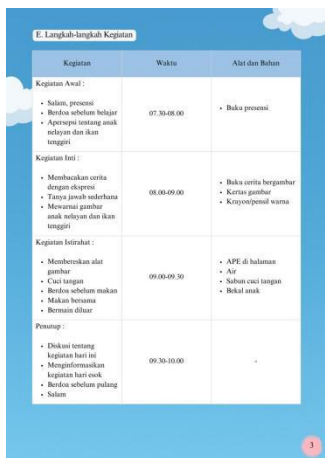 E. Langkah-langkah Kegiatan
Kegiatan
Waktu
Alat dan Bahan
Kegiatan Awal :
• Salam, presensi
• Berdoa sebelum belajar
• Apersepsi tentang anak
nelayan dan ikan
tenggiri
07.30-08.00
• Buku presensi
Kegiatan Inti :
• Membacakan cerita
dengan ekspresi
• Tanya jawab sederhana
• Mewarnai gambar
anak nelayan dan ikan
tenggiri
08.00-09.00
• Buku cerita bergambar
• Kertas gambar
• Krayon/pensil warna
Kegiatan Istirahat :
• Membereskan alat
gambar
• Cuci tangan
• Berdoa sebelum makan
• Makan bersama
• Bermain diluar
09.00-09.30
• APE di halaman
• Air
• Sabun cuci tangan
• Bekal anak
Penutup :
• Diskusi tentang
kegiatan hari ini
• Menginformasikan
kegiatan hari esok
• Berdoa sebelum pulang
• Salam
09.30-10.00
-
3